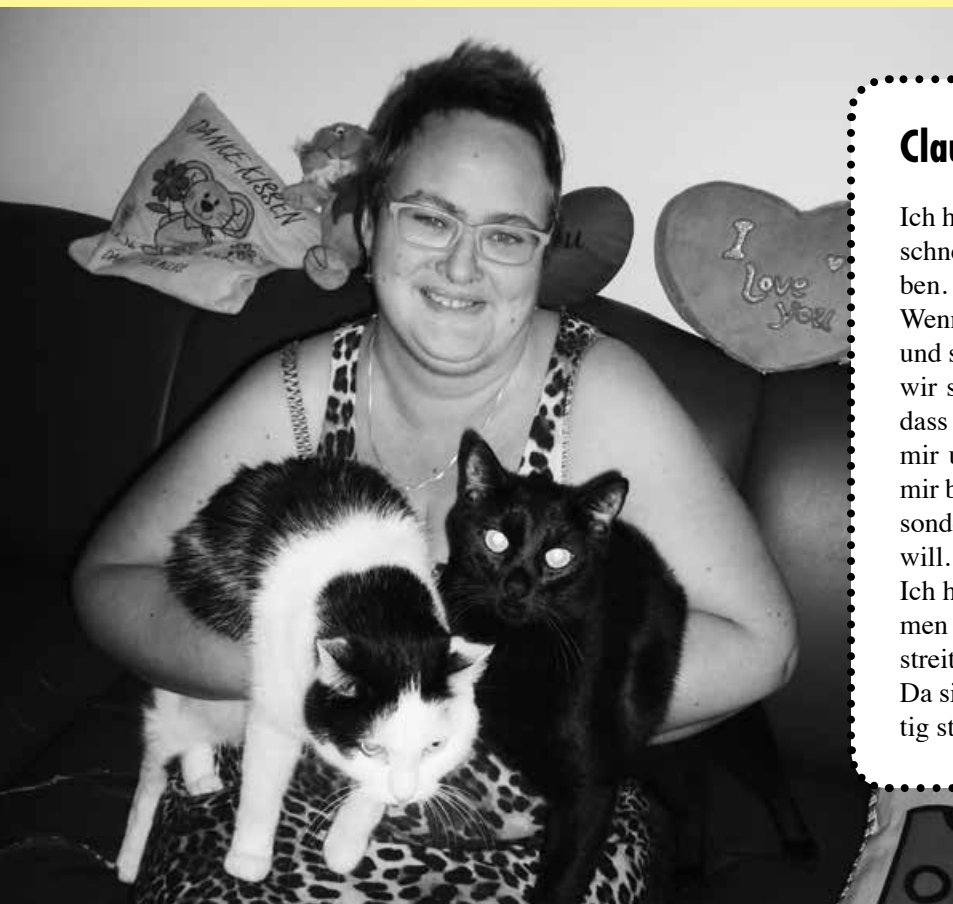 DANKE-KISSEN
I
Love
you
Clau
Ich h
schne
ben.
Wenn
und s
wir s
dass
mir u
mir b
sonde
will.
Ich h
men
streit
Da si
tig st